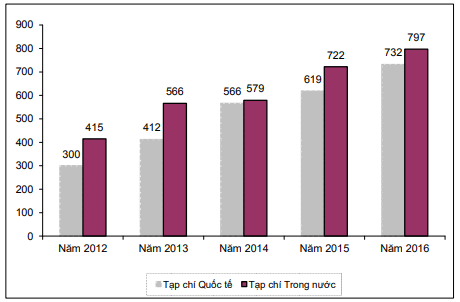 900
800
700
600
500
400
300
200
100
0
300
415
412
566
566
579
619
722
732
797
Năm 2012
Năm 2013
Năm 2014
Năm 2015
Năm 2016
Tạp chí Quốc tế
Tạp chí Trong nước